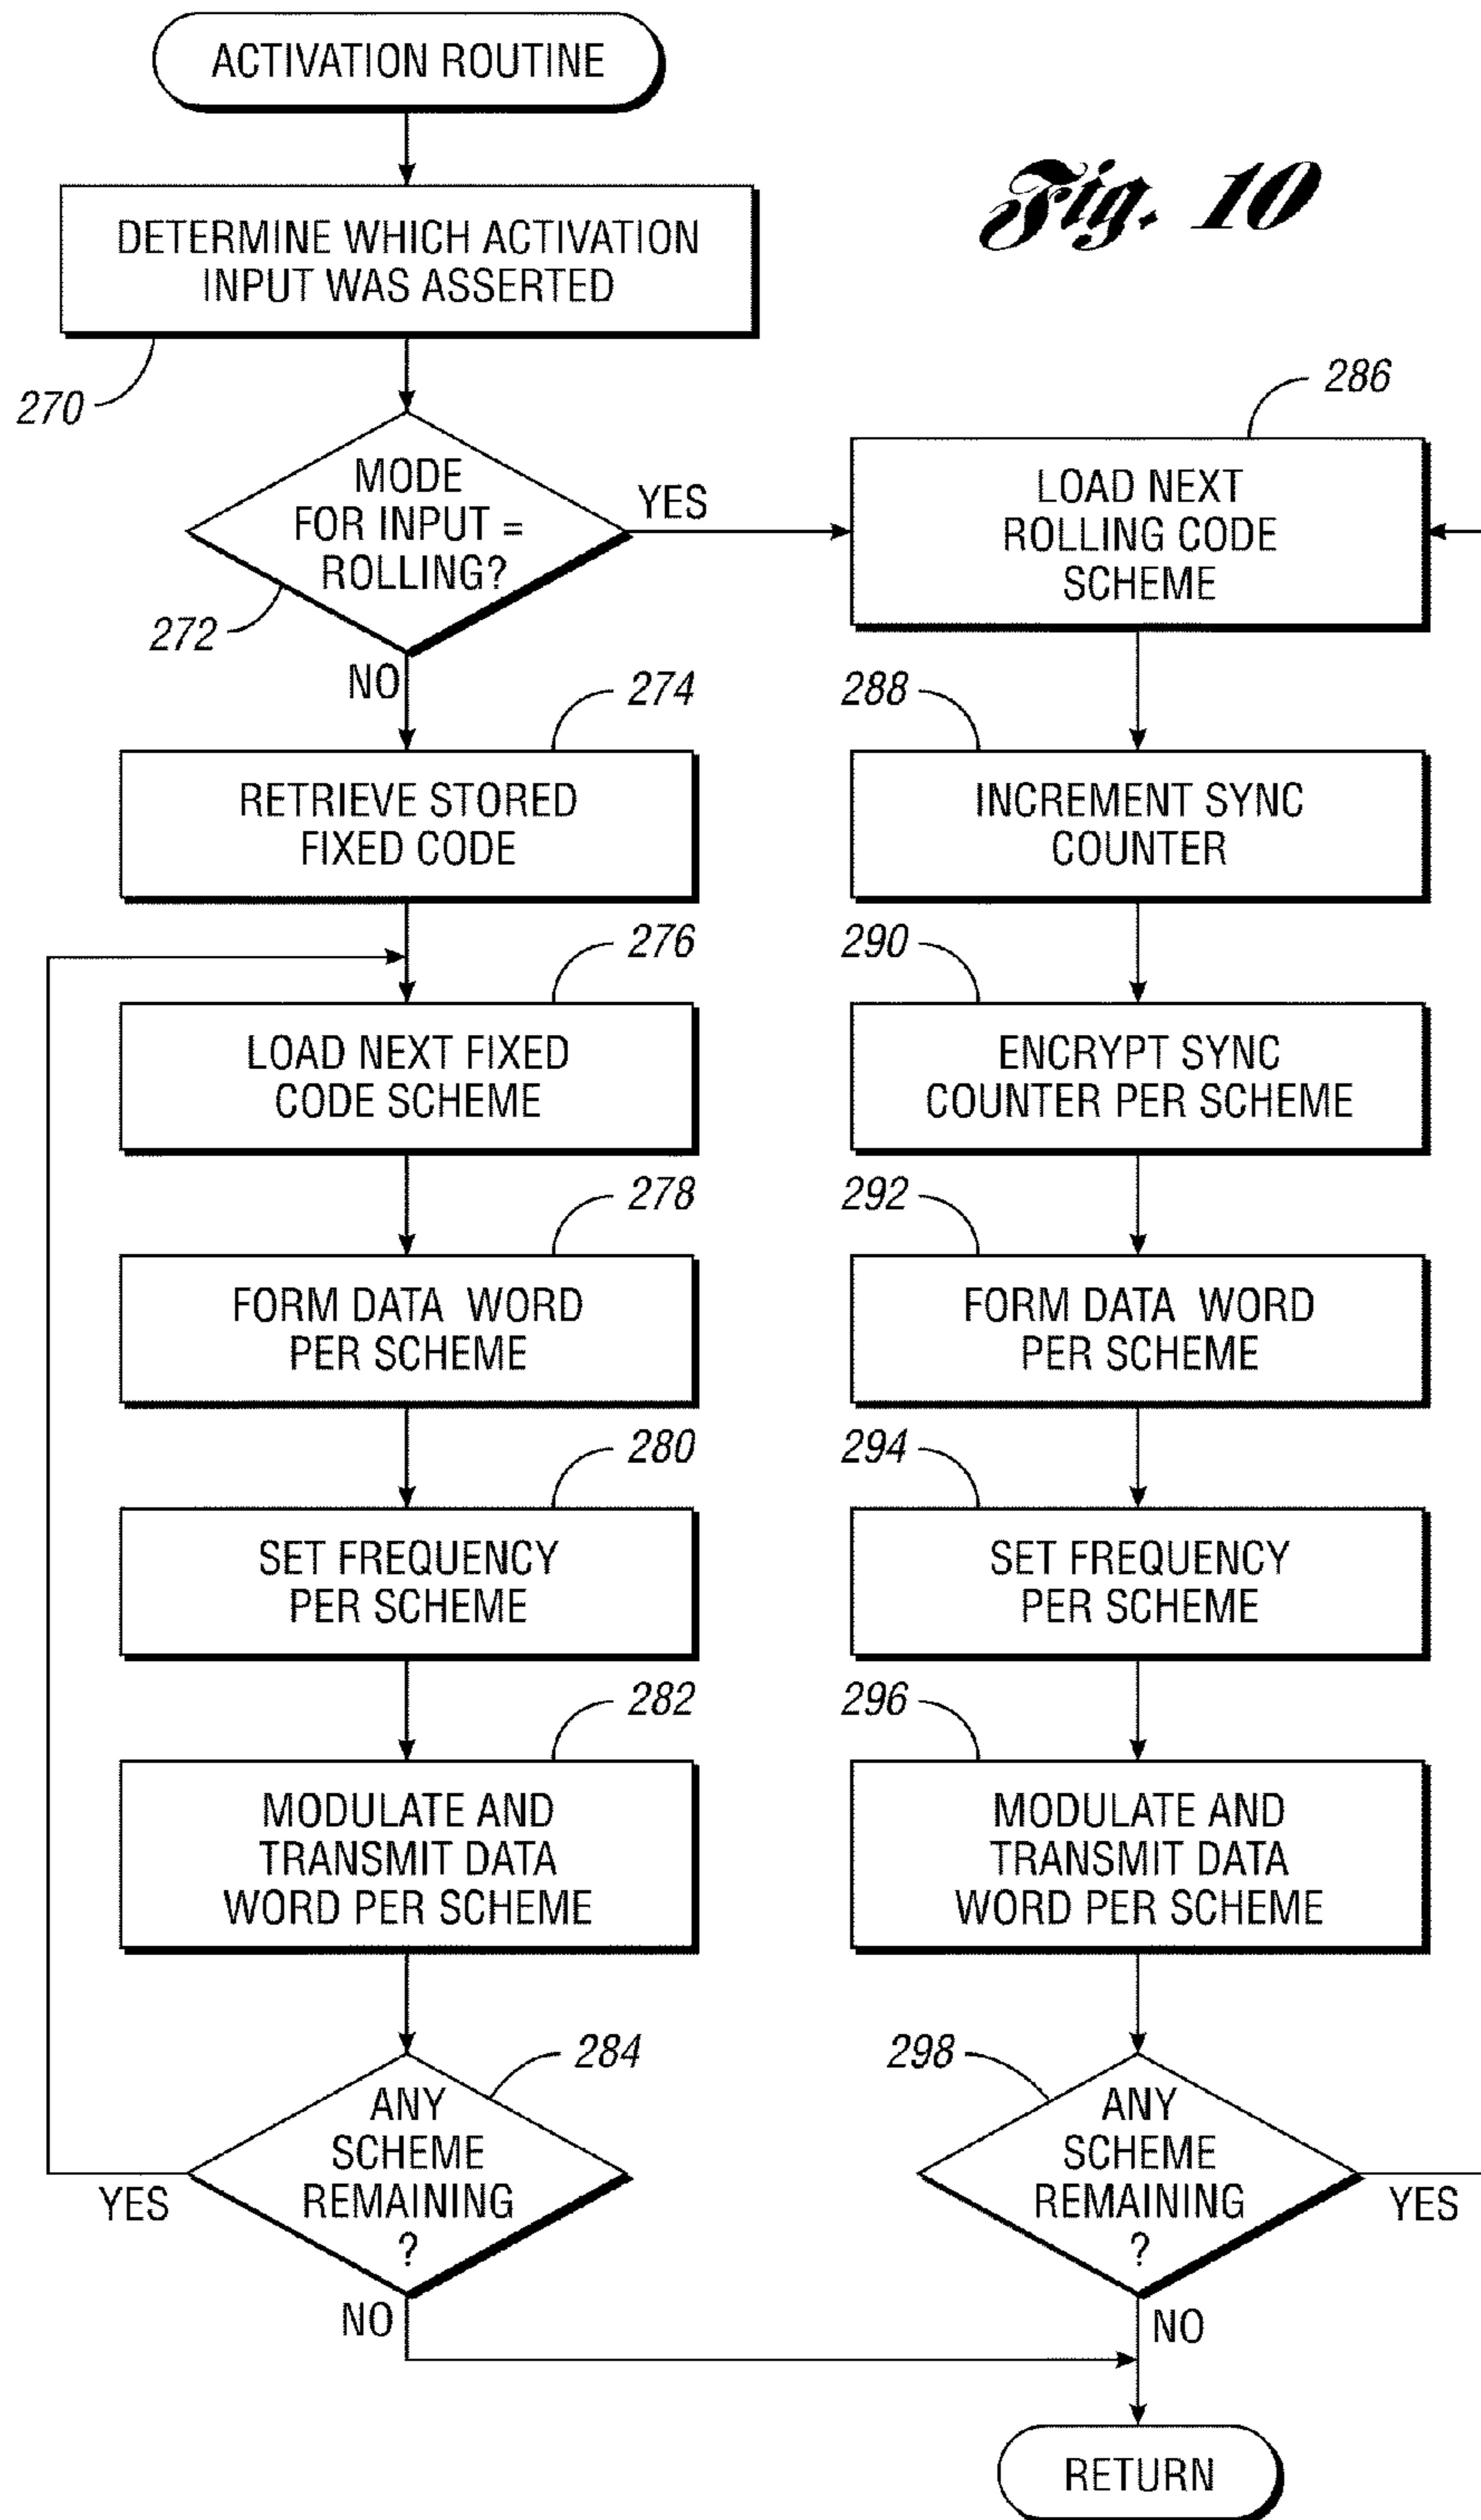 ACTIVATION ROUTINE
Fig. 10
DETERMINE WHICH ACTIVATION
INPUT WAS ASSERTED
270
MODE
FOR INPUT =
ROLLING?
272
YES
NO
286
LOAD NEXT
ROLLING CODE
SCHEME
274
RETRIEVE STORED
FIXED CODE
288
INCREMENT SYNC
COUNTER
276
LOAD NEXT FIXED
CODE SCHEME
290
ENCRYPT SYNC
COUNTER PER SCHEME
278
FORM DATA WORD
PER SCHEME
292
FORM DATA WORD
PER SCHEME
280
SET FREQUENCY
PER SCHEME
294
SET FREQUENCY
PER SCHEME
282
MODULATE AND
TRANSMIT DATA
WORD PER SCHEME
296
MODULATE AND
TRANSMIT DATA
WORD PER SCHEME
284
ANY
SCHEME
REMAINING
?
YES
NO
298
ANY
SCHEME
REMAINING
?
YES
NO
RETURN